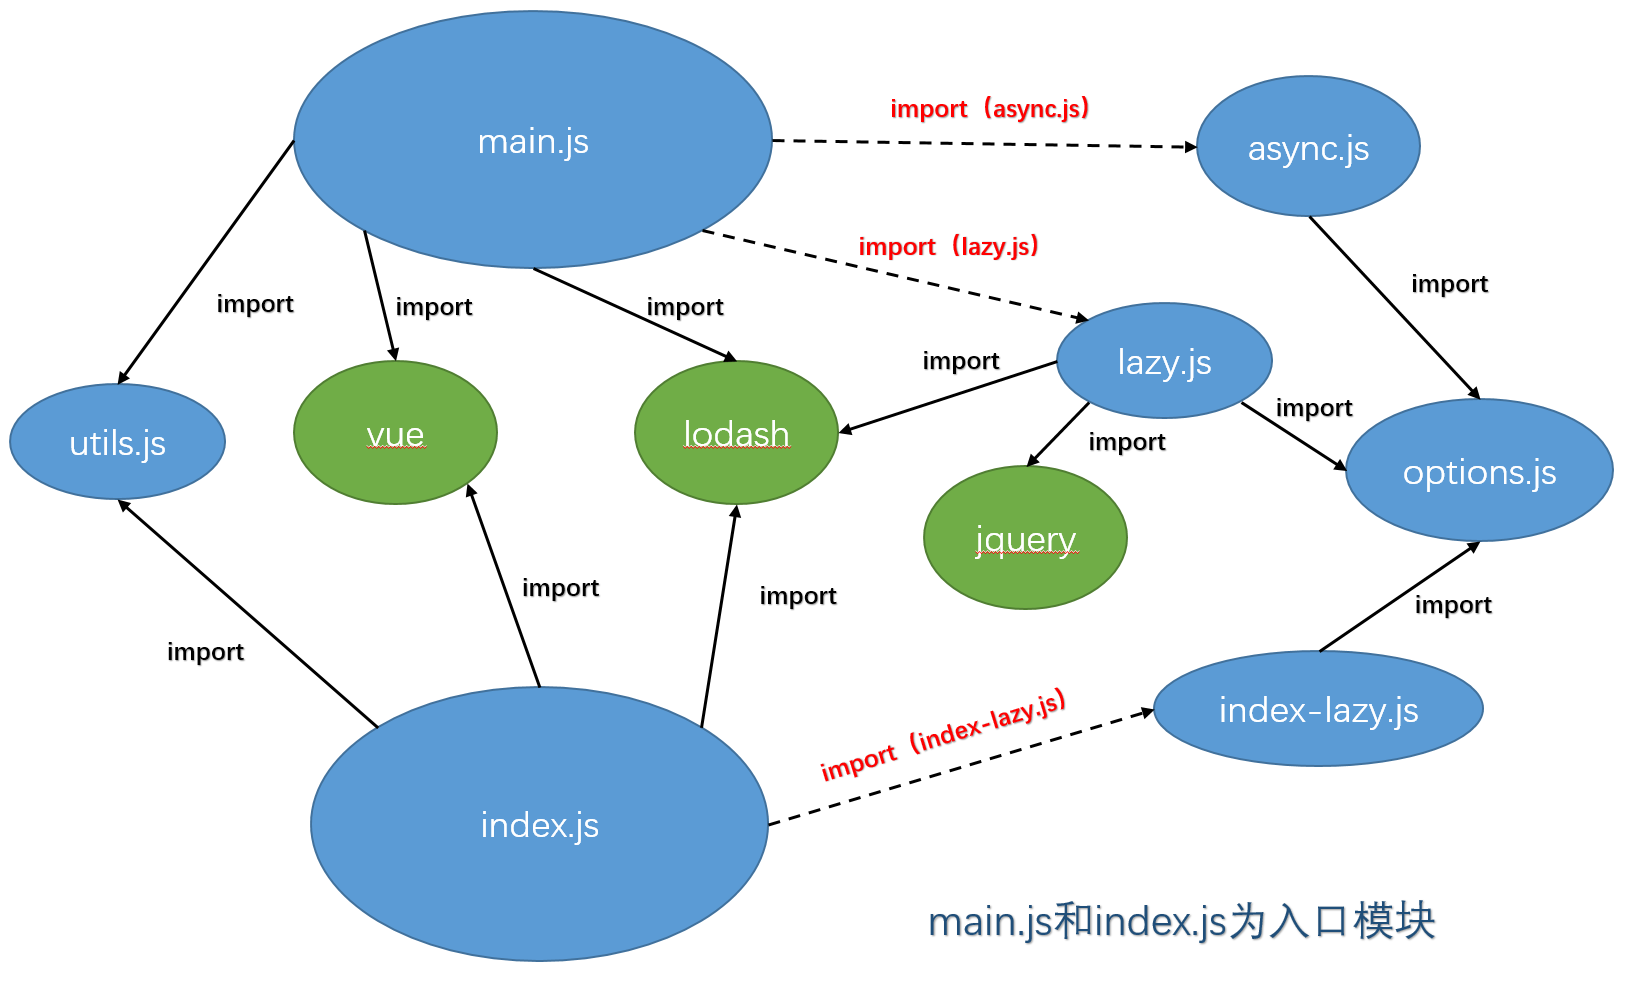 main.js
import（async.js）
async.js
import（lazy.js）
import
import
import
import
import
lazy.js
import
import
utils.js
vue
lodash
jquery
options.js
import
import
import
import
index-lazy.js
import（index-lazy.js）
index.js
main.js和index.js为入口模块